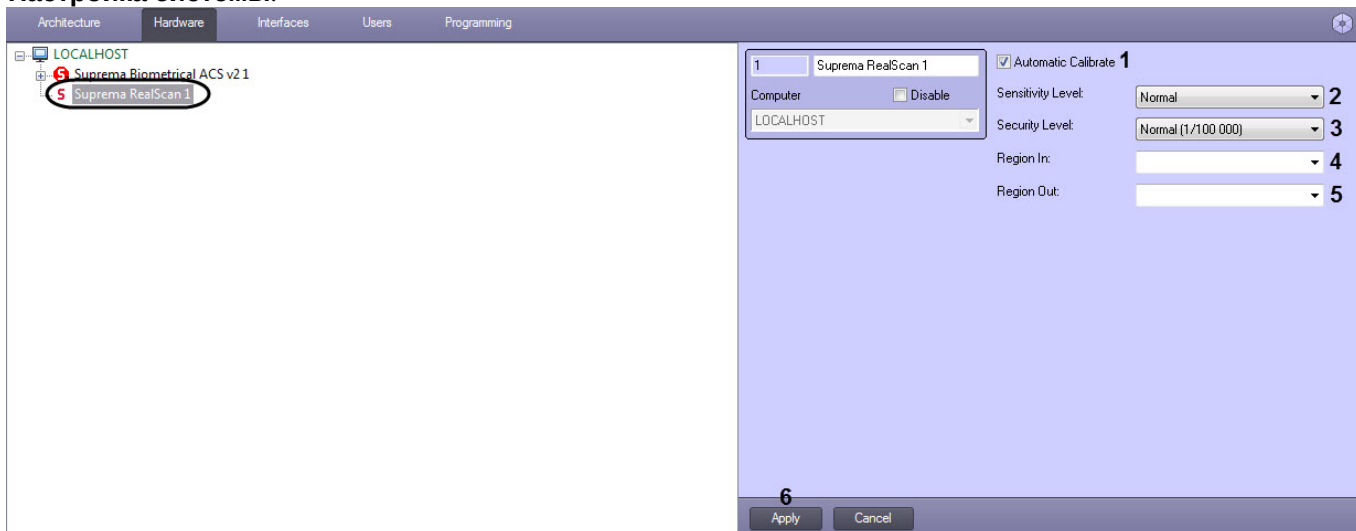 Настройка системы.
Architecture Hardware Interfaces Users Programming
LOCALHOST
Suprema Biometrical ACS v2 1
Suprema RealScan 1
1 Suprema RealScan 1
Computer Disable
LOCALHOST
Automatic Calibrate 1
Sensitivity Level: Normal 2
Security Level: Normal (1/100 000) 3
Region In: 4
Region Out: 5
6
Apply Cancel